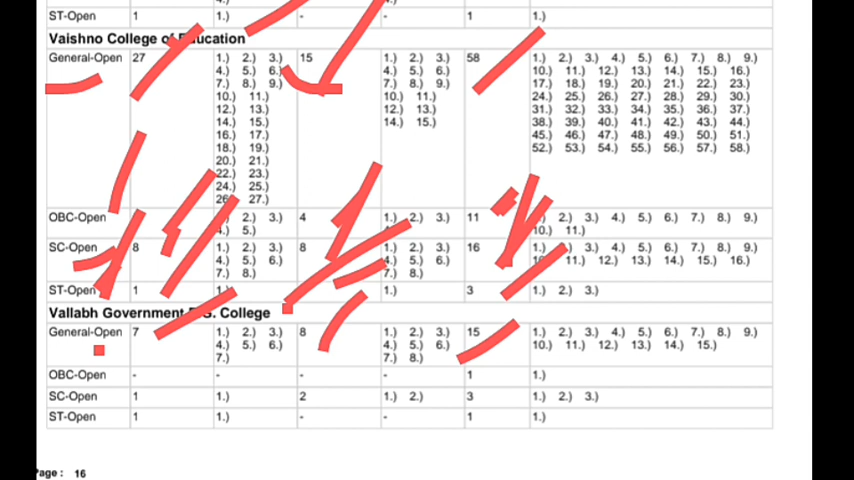 ST-Open 1 1.) - - 1 1.)
Vaishno College of Education
General-Open 27 1.) 2.) 3.) 15 1.) 2.) 3.) 58 1.) 2.) 3.) 4.) 5.) 6.) 7.) 8.) 9.)
4.) 5.) 6.) 4.) 5.) 6.) 10.) 11.) 12.) 13.) 14.) 15.) 16.)
7.) 8.) 9.) 7.) 8.) 9.) 17.) 18.) 19.) 20.) 21.) 22.) 23.)
10.) 11.) 10.) 11.) 24.) 25.) 26.) 27.) 28.) 29.) 30.)
12.) 13.) 12.) 13.) 31.) 32.) 33.) 34.) 35.) 36.) 37.)
14.) 15.) 14.) 15.) 38.) 39.) 40.) 41.) 42.) 43.) 44.)
16.) 17.) 45.) 46.) 47.) 48.) 49.) 50.) 51.)
18.) 19.) 52.) 53.) 54.) 55.) 56.) 57.) 58.)
20.) 21.)
22.) 23.)
24.) 25.)
27.)
OBC-Open 2.) 3.) 4 1.) 2.) 3.) 11 2.) 3.) 4.) 5.) 6.) 7.) 8.) 9.)
5.) 10.) 11.)
SC-Open 8 1.) 2.) 3.) 8 1.) 2.) 3.) 16 1.) 3.) 4.) 5.) 6.) 7.) 8.) 9.)
4.) 5.) 6.) 4.) 5.) 6.) 11.) 12.) 13.) 14.) 15.) 16.)
7.) 8.) 7.) 8.)
ST-Open 1 1.) 1.) 3 1.) 2.) 3.)
Vallabh Government P.G. College
General-Open 7 1.) 2.) 3.) 8 1.) 2.) 3.) 15 1.) 2.) 3.) 4.) 5.) 6.) 7.) 8.) 9.)
4.) 5.) 6.) 4.) 5.) 6.) 10.) 11.) 12.) 13.) 14.) 15.)
7.) 7.) 8.)
OBC-Open - - - - 1 1.)
SC-Open 1 1.) 2 1.) 2.) 3 1.) 2.) 3.)
ST-Open 1 1.) - - 1 1.)
Page : 16